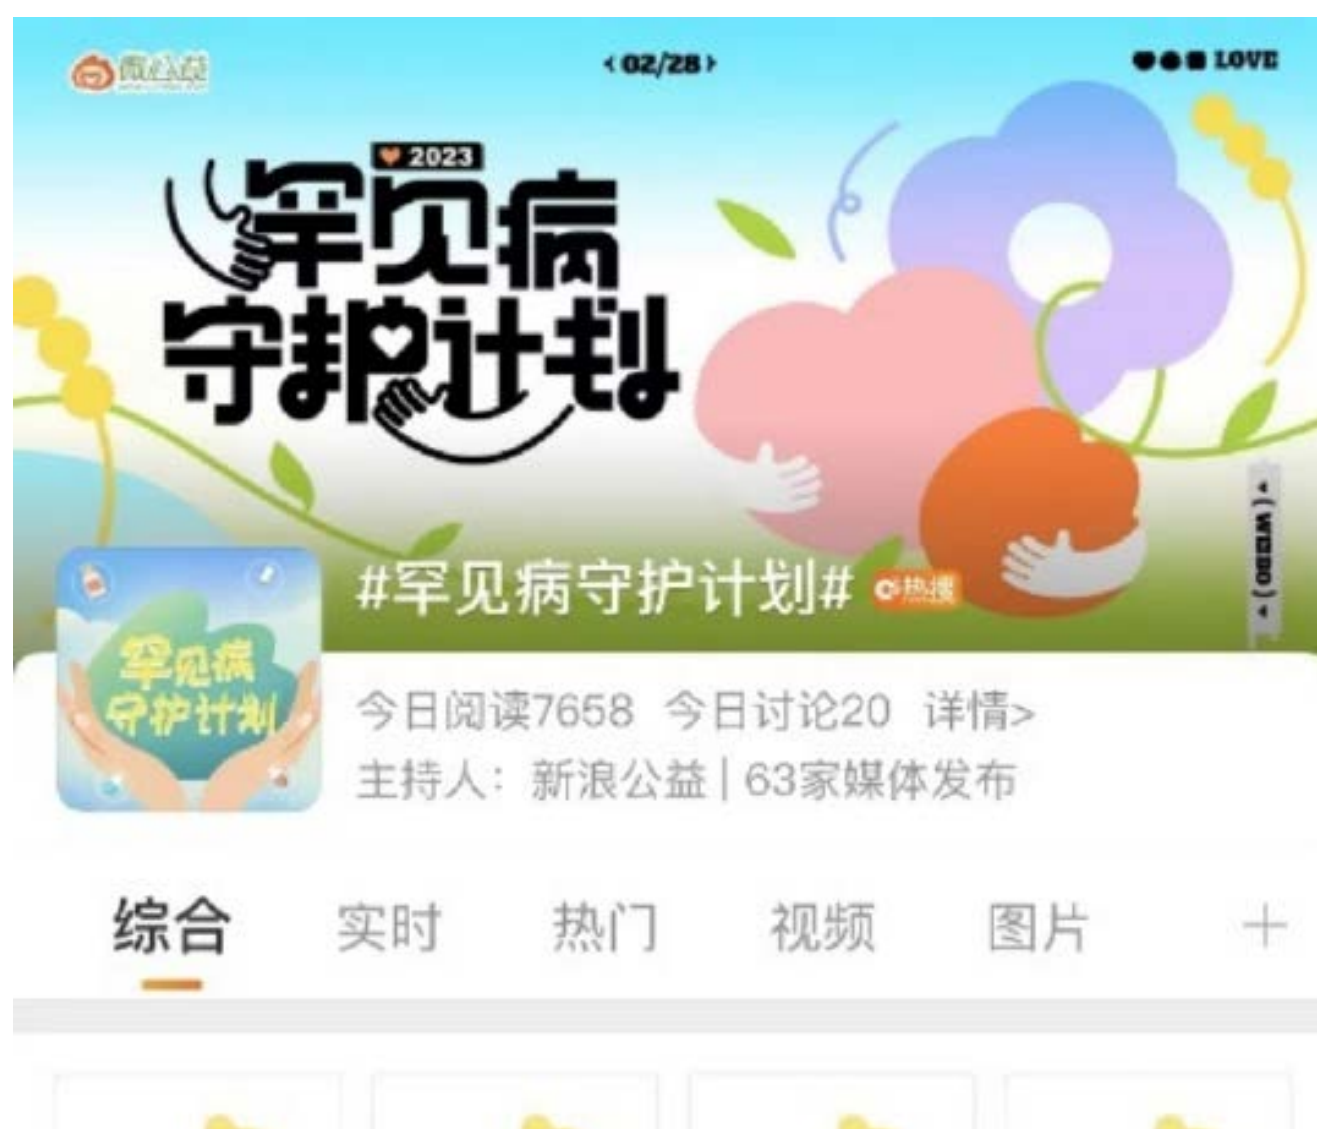 微公益
02/28
LOVE
2023
罕见病
守护计划
(WEIBO)
#罕见病守护计划# 热搜
罕见病
守护计划
今日阅读7658 今日讨论20 详情>
主持人：新浪公益 | 63家媒体发布
综合 实时 热门 视频 图片 +